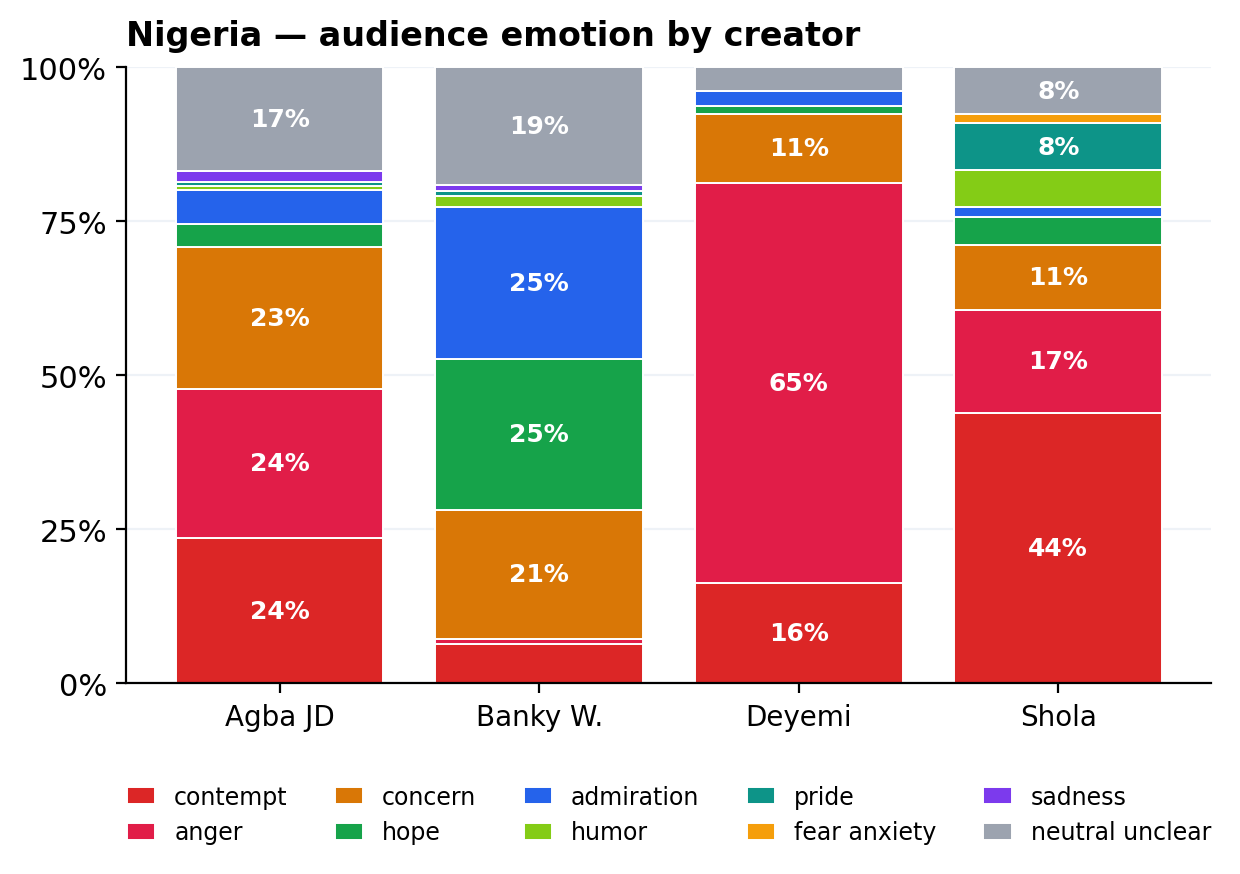 Nigeria — audience emotion by creator
100%
75%
50%
25%
0%
17%
23%
24%
24%
19%
25%
25%
21%
11%
65%
16%
8%
8%
11%
17%
44%
Agba JD
Banky W.
Deyemi
Shola
contempt
anger
concern
hope
admiration
humor
pride
fear anxiety
sadness
neutral unclear